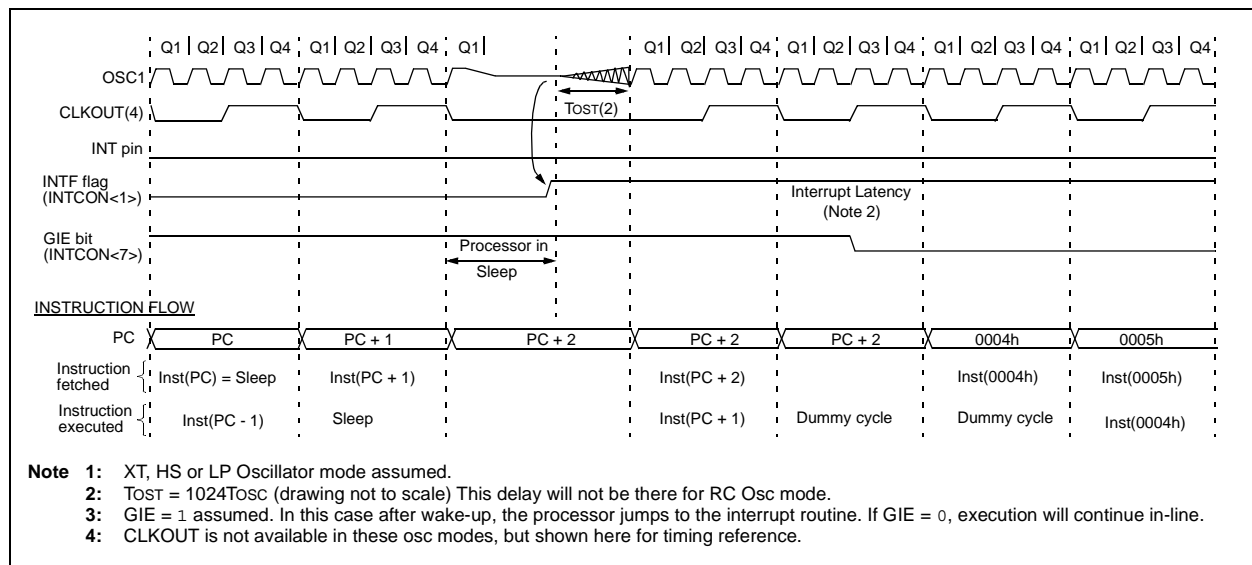 Q1 Q2 Q3 Q4 Q1 Q2 Q3 Q4 Q1 Q1 Q2 Q3 Q4 Q1 Q2 Q3 Q4 Q1 Q2 Q3 Q4 Q1 Q2 Q3 Q4
OSC1
TOST(2)
CLKOUT(4)
INT pin
INTF flag
(INTCON<1>)
Interrupt Latency
(Note 2)
GIE bit
(INTCON<7>)
Processor in
Sleep
INSTRUCTION FLOW
PC PC PC + 1 PC + 2 PC + 2 PC + 2 0004h 0005h
Instruction
fetched
Inst(PC) = Sleep Inst(PC + 1) Inst(PC + 2) Inst(0004h) Inst(0005h)
Instruction
executed
Inst(PC - 1) Sleep Inst(PC + 1) Dummy cycle Dummy cycle Inst(0004h)
Note 1: XT, HS or LP Oscillator mode assumed.
2: TOST = 1024TOSC (drawing not to scale) This delay will not be there for RC Osc mode.
3: GIE = 1 assumed. In this case after wake-up, the processor jumps to the interrupt routine. If GIE = 0, execution will continue in-line.
4: CLKOUT is not available in these osc modes, but shown here for timing reference.